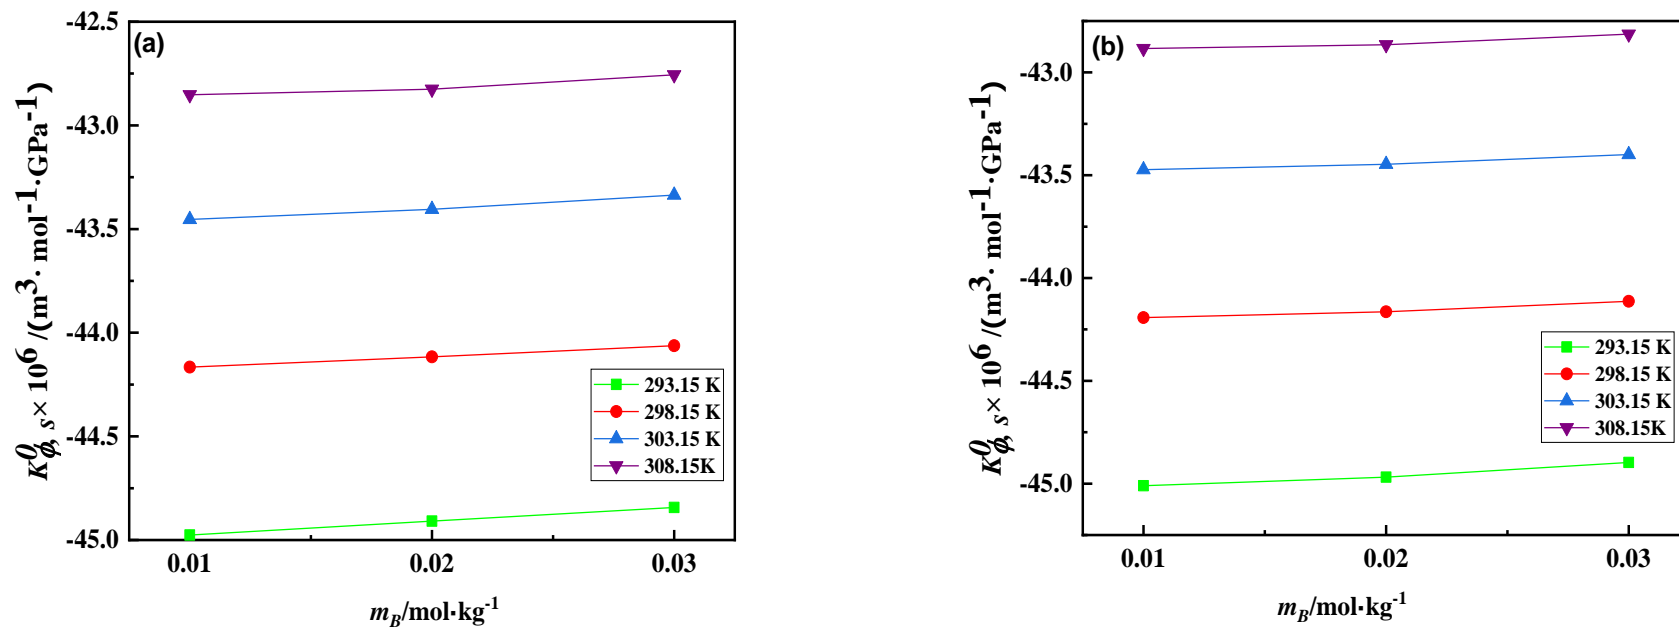 (a)
-42.5
-43.0
-43.5
-44.0
-44.5
-45.0
K⁰ϕ, s × 10⁶ /(m³· mol⁻¹·GPa⁻¹)
293.15 K
298.15 K
303.15 K
308.15K
0.01 0.02 0.03
m_B/mol·kg⁻¹
(b)
-43.0
-43.5
-44.0
-44.5
-45.0
K⁰ϕ, s × 10⁶ /(m³· mol⁻¹·GPa⁻¹)
293.15 K
298.15 K
303.15 K
308.15K
0.01 0.02 0.03
m_B/mol·kg⁻¹